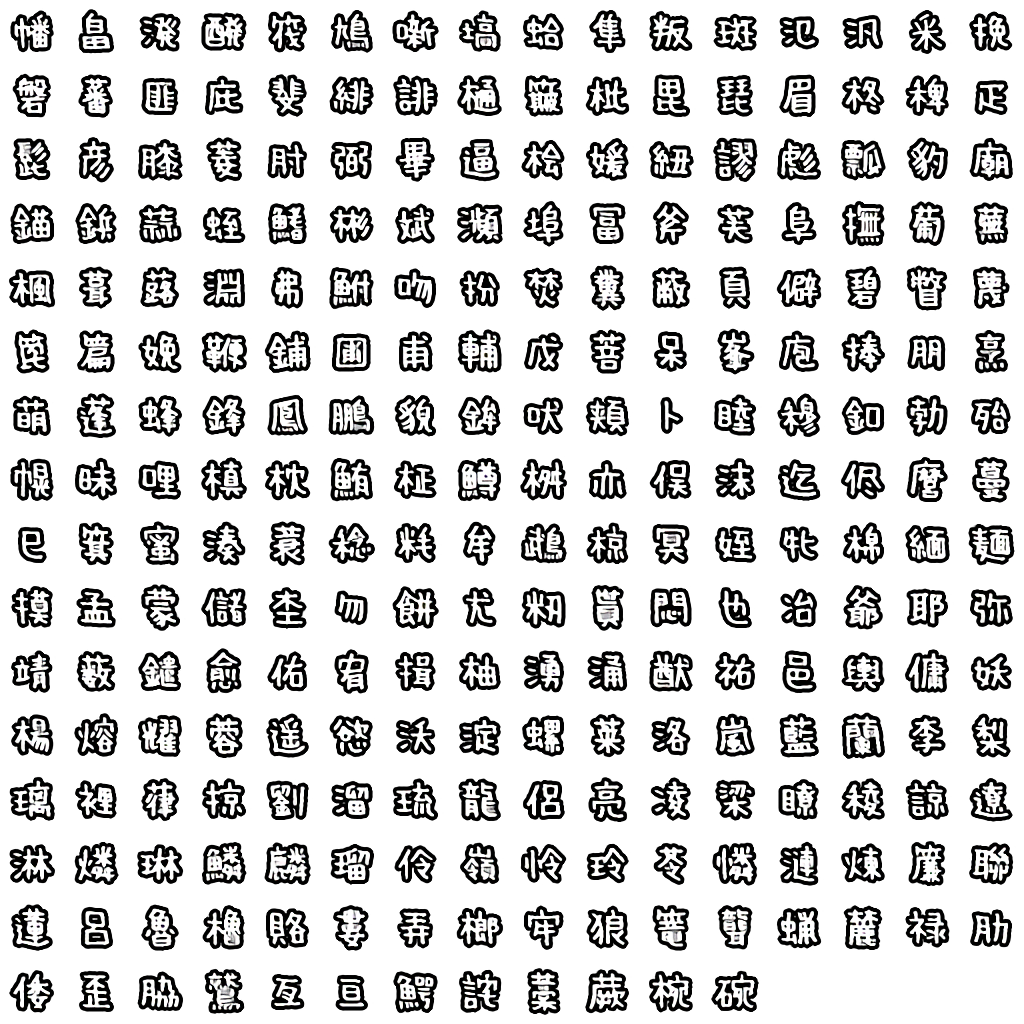 幡畠溌醗筏鳩噺塙蛤隼叛斑氾汎釆挽
磐蕃匪庇斐緋誹樋簸枇毘琵眉柊稗疋
髭彦膝菱肘弼畢逼桧媛紐謬彪瓢豹廟
錨鋲蒜蛭鰭彬斌瀕埠冨斧芙阜撫葡蕪
楓葺蕗淵弗鮒吻扮焚糞蔽頁僻碧瞥蔑
箆篇娩鞭鋪圃甫輔戊菩呆峯庖捧朋烹
萌蓬蜂鋒鳳鵬貌鉾吠頬卜睦穆釦勃殆
幌昧哩槙枕鮪柾鱒桝亦俣沫迄侭麿蔓
巳箕蜜湊蓑稔粍牟鵡椋冥姪牝棉緬麺
摸孟蒙儲杢勿餅尤籾貰悶也冶爺耶弥
靖薮鑓愈佑宥揖柚湧涌猷祐邑輿傭妖
楊熔耀蓉遥慾沃淀螺莱洛嵐藍蘭李梨
璃裡葎掠劉溜琉龍侶亮凌梁瞭稜諒遼
淋燐琳鱗麟瑠伶嶺怜玲苓憐漣煉簾聯
蓮呂魯櫓賂婁弄榔牢狼篭聾蝋麓禄肋
倭歪脇鷲亙亘鰐詫藁蕨椀碗